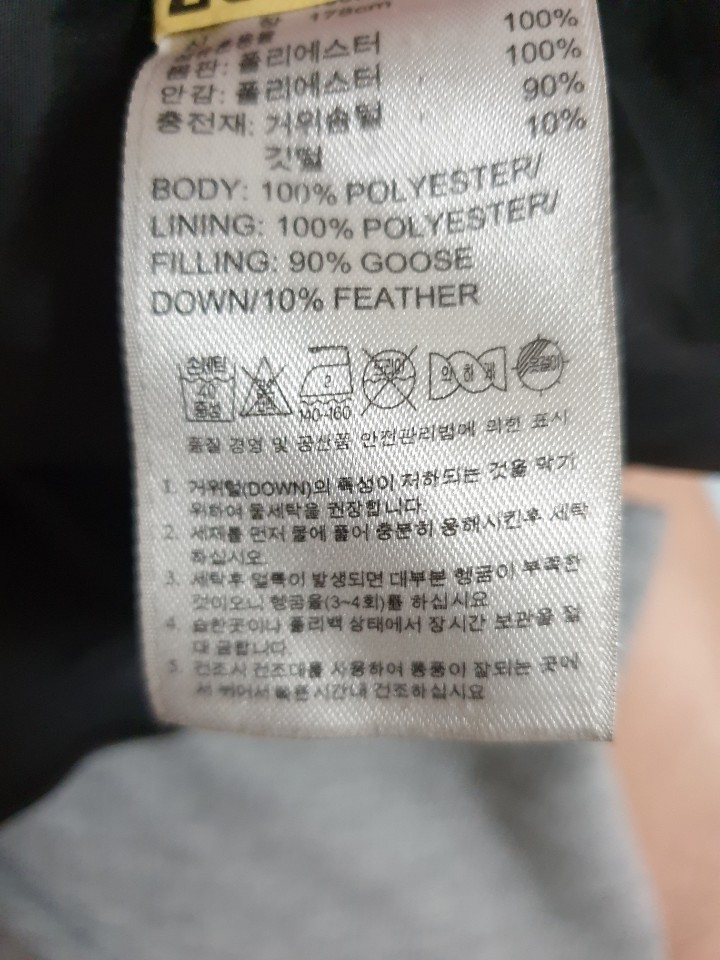 178cm
100%
겉감: 폴리에스터 100%
안감: 폴리에스터 90%
충전재: 거위솜털 10%
깃털
BODY: 100% POLYESTER/
LINING: 100% POLYESTER/
FILLING: 90% GOOSE
DOWN/10% FEATHER
손세탁 40 중성
2 140~160
드라이
약하게
품질 경영 및 공산품 안전관리법에 의한 표시
1. 거위털(DOWN)의 특성이 저하되는 것을 막기
위하여 물세탁을 권장합니다.
2. 세제를 먼저 물에 풀어 충분히 용해시킨후 세탁
하십시오.
3. 세탁후 얼룩이 발생되면 대부분 헹굼이 부족한
것이오니 헹굼을(3~4회)를 하십시요
4. 습한곳이나 폴리백 상태에서 장시간 보관을 절
대 금합니다.
5. 건조시 건조대를 사용하여 통풍이 잘되는 곳에
서 뉘어서 빠른시간내 건조하십시요